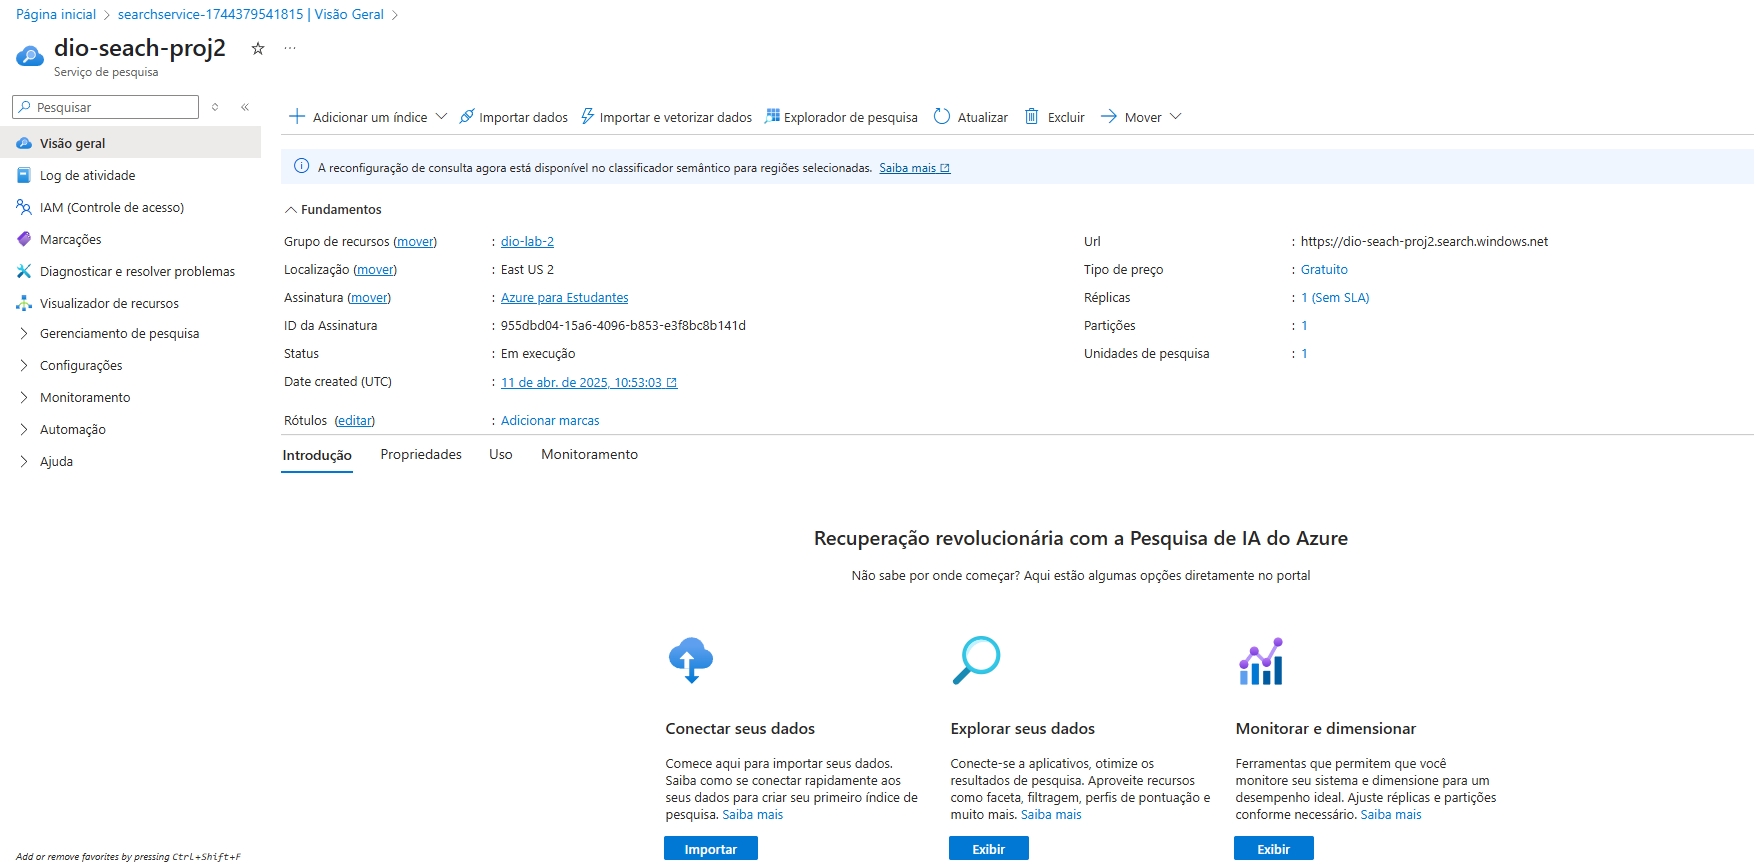 Página inicial > searchservice-1744379541815 | Visão Geral >
dio-seach-proj2 ☆ ...
Serviço de pesquisa
Pesquisar
Visão geral
Log de atividade
IAM (Controle de acesso)
Marcações
Diagnosticar e resolver problemas
Visualizador de recursos
Gerenciamento de pesquisa
Configurações
Monitoramento
Automação
Ajuda
Add or remove favorites by pressing Ctrl+Shift+F
Adicionar um índice Importar dados Importar e vetorizar dados Explorador de pesquisa Atualizar Excluir Mover
A reconfiguração de consulta agora está disponível no classificador semântico para regiões selecionadas. Saiba mais
Fundamentos
Grupo de recursos (mover) : dio-lab-2
Localização (mover) : East US 2
Assinatura (mover) : Azure para Estudantes
ID da Assinatura : 955dbd04-15a6-4096-b853-e3f8bc8b141d
Status : Em execução
Date created (UTC) : 11 de abr. de 2025, 10:53:03
Rótulos (editar) : Adicionar marcas
Url : https://dio-seach-proj2.search.windows.net
Tipo de preço : Gratuito
Réplicas : 1 (Sem SLA)
Partições : 1
Unidades de pesquisa : 1
Introdução Propriedades Uso Monitoramento
Recuperação revolucionária com a Pesquisa de IA do Azure
Não sabe por onde começar? Aqui estão algumas opções diretamente no portal
Conectar seus dados
Comece aqui para importar seus dados.
Saiba como se conectar rapidamente aos
seus dados para criar seu primeiro índice de
pesquisa. Saiba mais
Importar
Explorar seus dados
Conecte-se a aplicativos, otimize os
resultados de pesquisa. Aproveite recursos
como faceta, filtragem, perfis de pontuação e
muito mais. Saiba mais
Exibir
Monitorar e dimensionar
Ferramentas que permitem que você
monitore seu sistema e dimensione para um
desempenho ideal. Ajuste réplicas e partições
conforme necessário. Saiba mais
Exibir